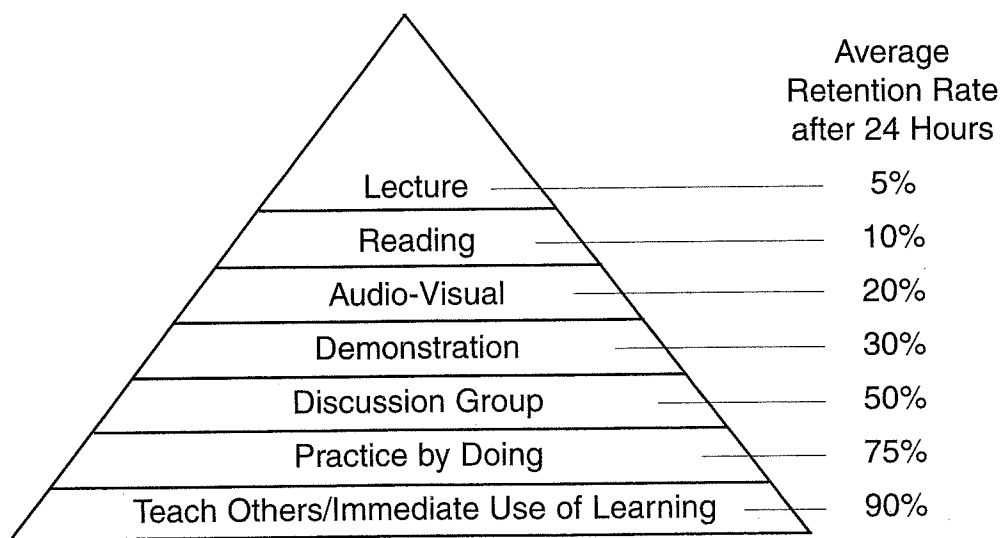 Average
Retention Rate
after 24 Hours
Lecture 5%
Reading 10%
Audio-Visual 20%
Demonstration 30%
Discussion Group 50%
Practice by Doing 75%
Teach Others/Immediate Use of Learning 90%